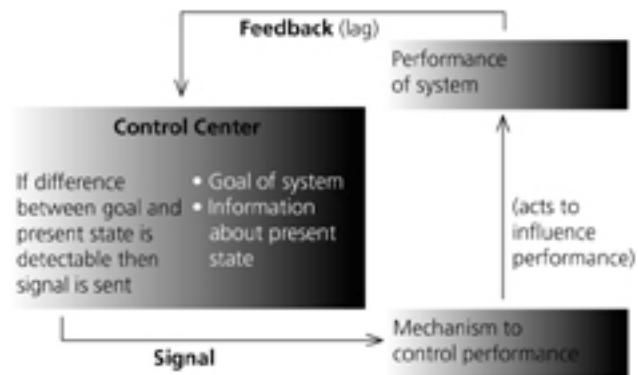 Feedback (lag)
Performance
of system
Control Center
If difference
between goal and
present state is
detectable then
signal is sent
• Goal of system
• Information
about present
state
(acts to
influence
performance)
Mechanism to
control performance
Signal